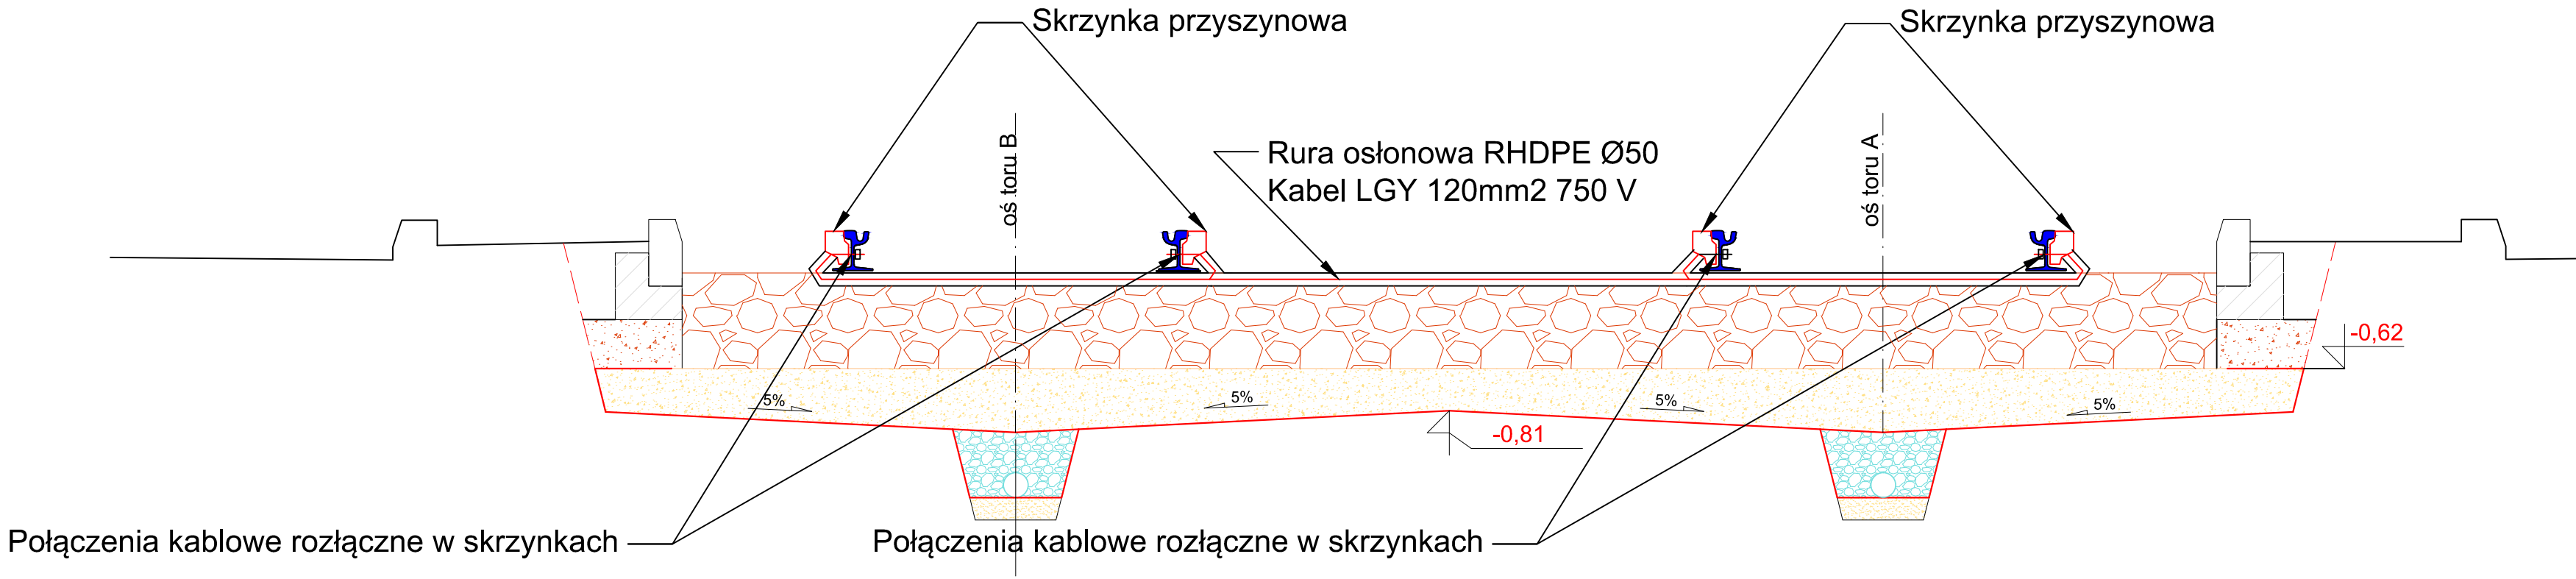 Skrzynka przyszynowa
Skrzynka przyszynowa
oś toru B
Rura osłonowa RHDPE Ø50
Kabel LGY 120mm2 750 V
oś toru A
-0,62
5%
5%
5%
5%
-0,81
Połączenia kablowe rozłączne w skrzynkach
Połączenia kablowe rozłączne w skrzynkach